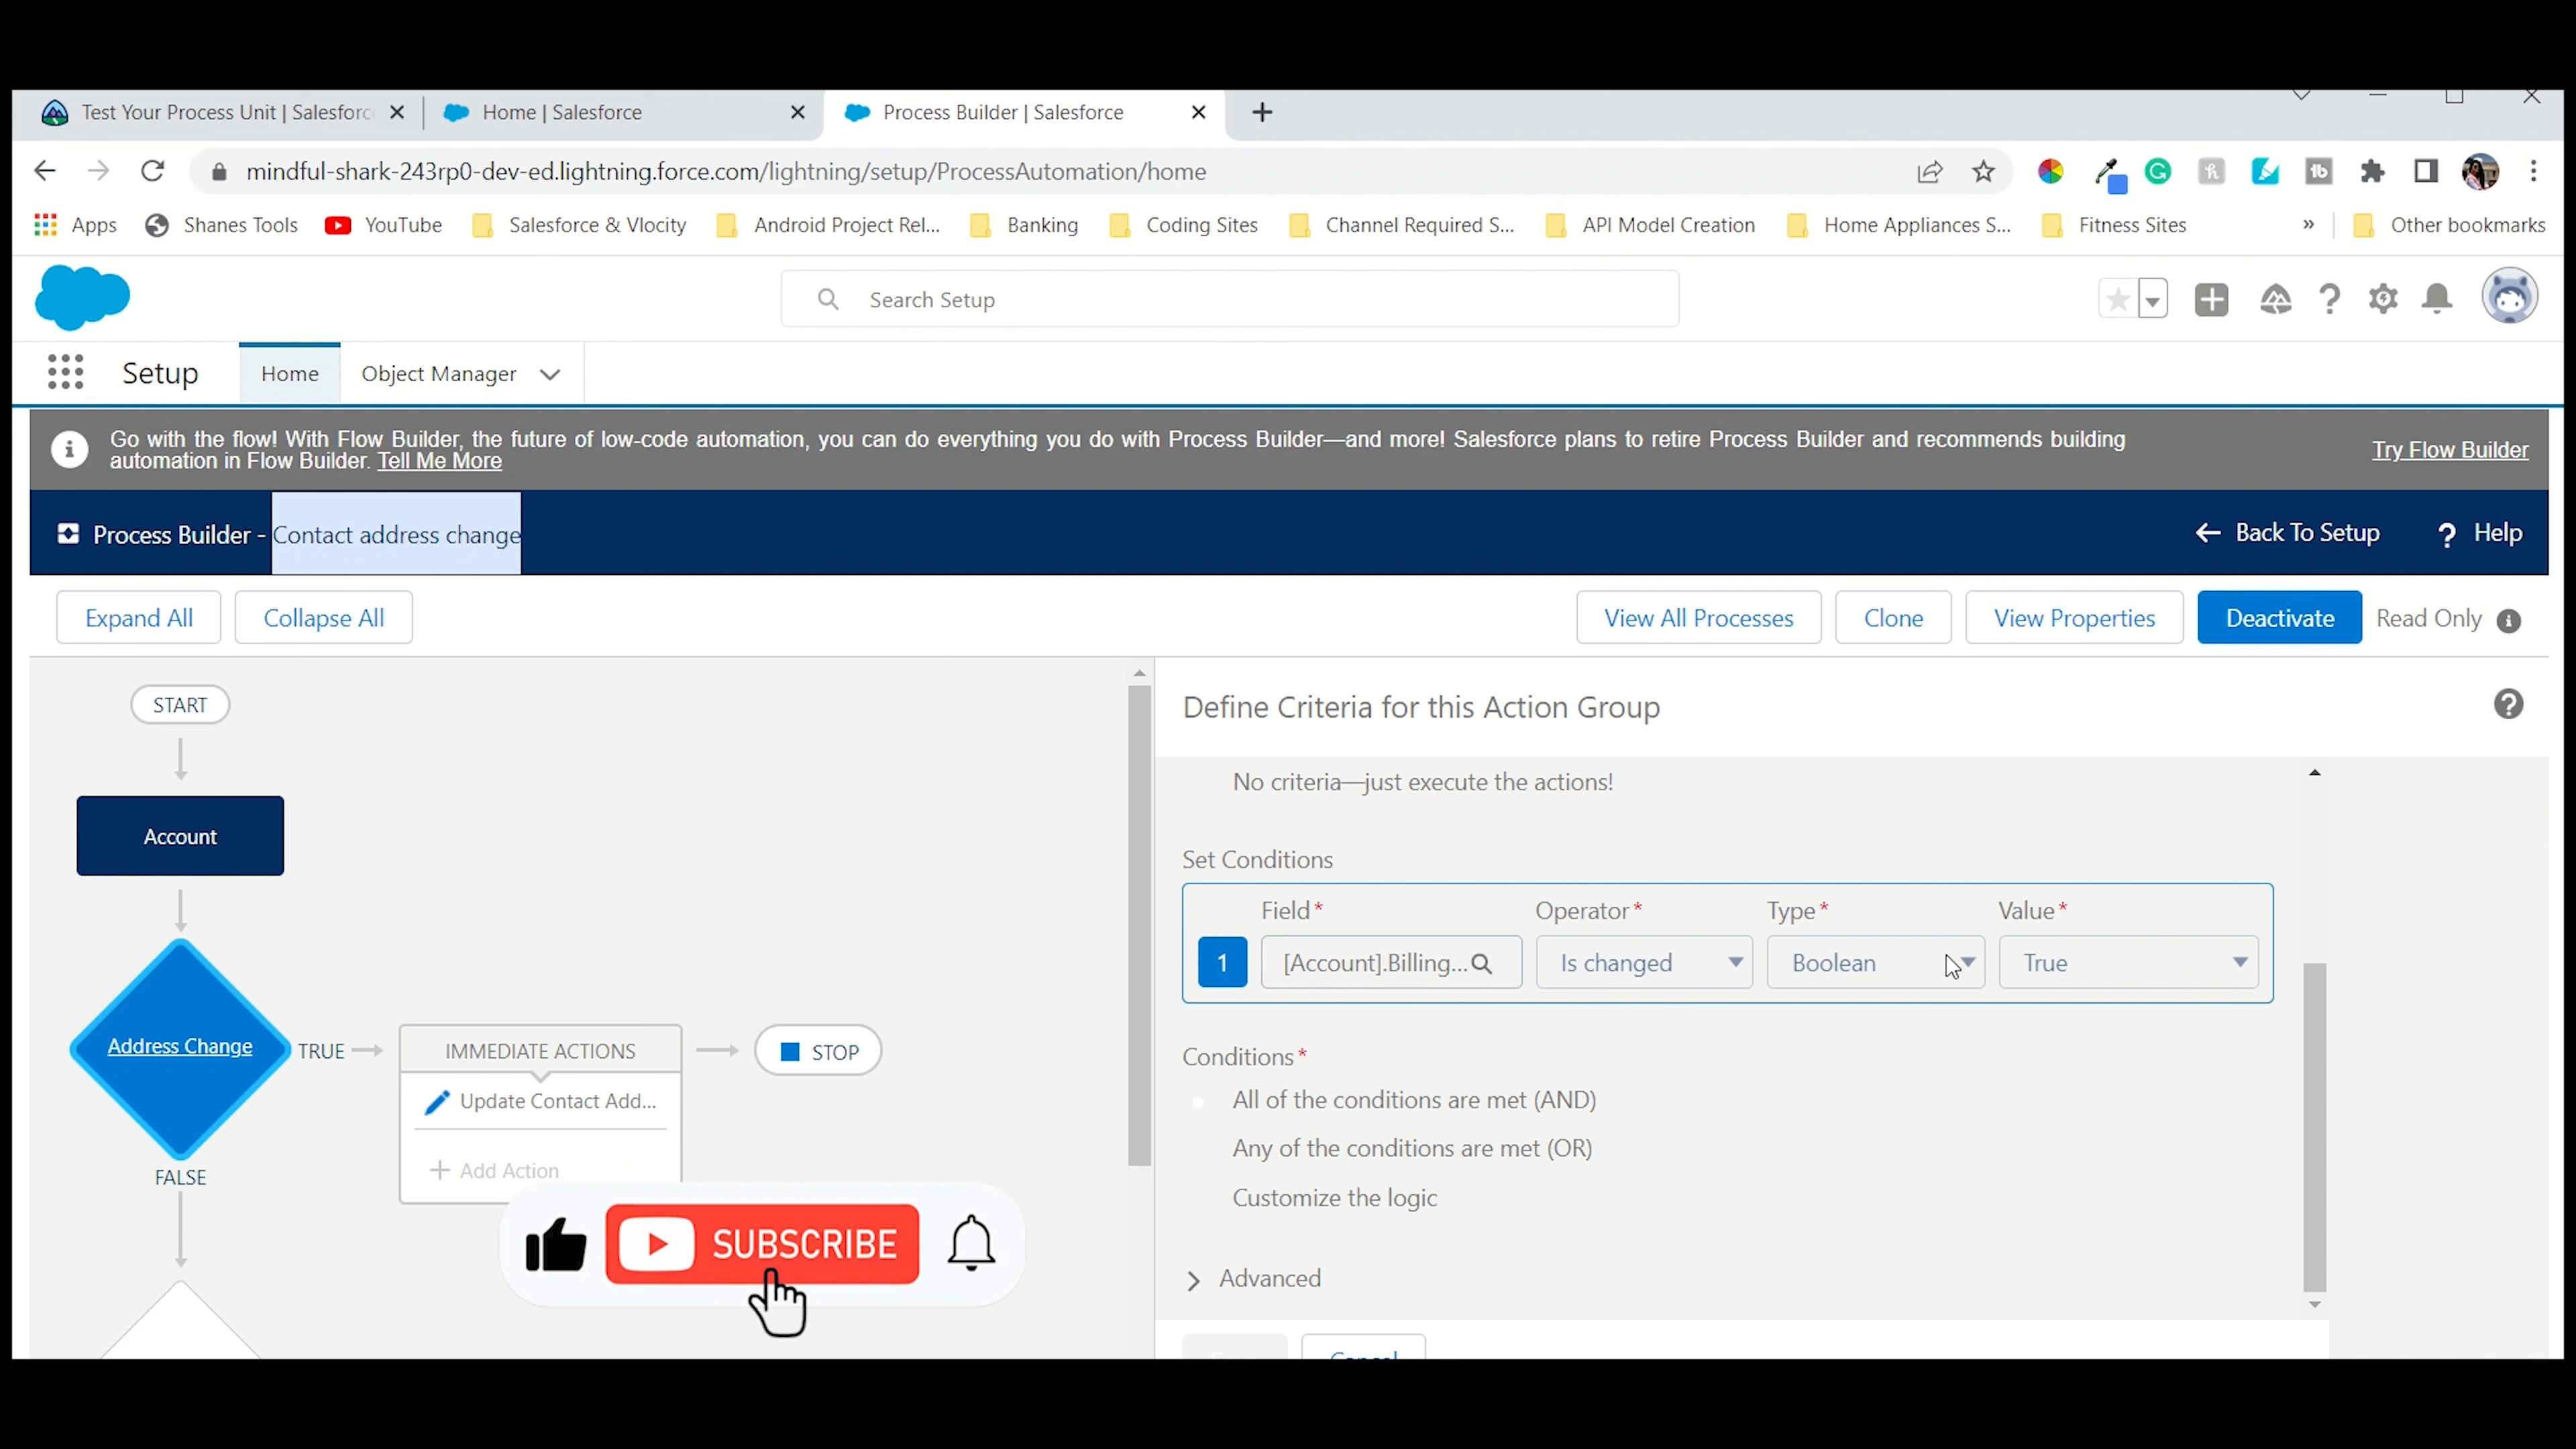 Test Your Process Unit | Salesforc
Home | Salesforce
Process Builder | Salesforce
mindful-shark-243rp0-dev-ed.lightning.force.com/lightning/setup/ProcessAutomation/home
Apps
Shanes Tools
YouTube
Salesforce & Vlocity
Android Project Rel...
Banking
Coding Sites
Channel Required S...
API Model Creation
Home Appliances S...
Fitness Sites
»
Other bookmarks
Search Setup
Setup
Home
Object Manager
Go with the flow! With Flow Builder, the future of low-code automation, you can do everything you do with Process Builder—and more! Salesforce plans to retire Process Builder and recommends building
automation in Flow Builder. Tell Me More
Try Flow Builder
Process Builder - Contact address change
Back To Setup
? Help
Expand All
Collapse All
View All Processes
Clone
View Properties
Deactivate
Read Only
START
Account
Address Change
TRUE
IMMEDIATE ACTIONS
Update Contact Add...
+ Add Action
STOP
FALSE
SUBSCRIBE
Define Criteria for this Action Group
No criteria—just execute the actions!
Set Conditions
Field* Operator* Type* Value*
1 [Account].Billing... Is changed Boolean True
Conditions*
All of the conditions are met (AND)
Any of the conditions are met (OR)
Customize the logic
Advanced
Cancel